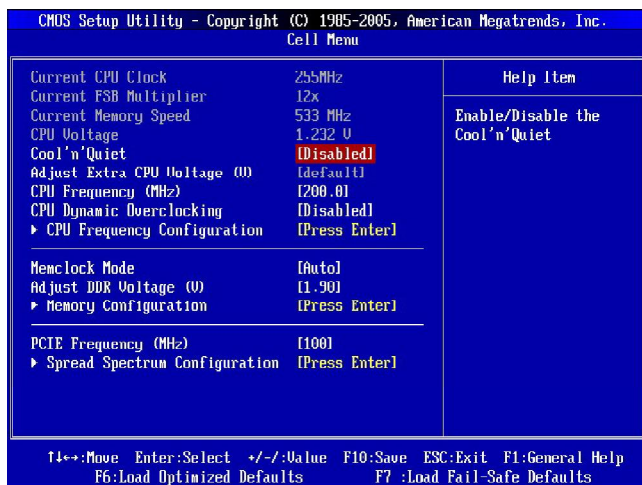 CMOS Setup Utility - Copyright (C) 1985-2005, American Megatrends, Inc.
Cell Menu
Current CPU Clock 255MHz
Current FSB Multiplier 12x
Current Memory Speed 533 MHz
CPU Voltage 1.232 V
Cool'n'Quiet [Disabled]
Adjust Extra CPU Voltage (V) [default]
CPU Frequency (MHz) [200.0]
CPU Dynamic Overclocking [Disabled]
▸ CPU Frequency Configuration [Press Enter]
Memclock Mode [Auto]
Adjust DDR Voltage (V) [1.90]
▸ Memory Configuration [Press Enter]
PCIE Frequency (MHz) [100]
▸ Spread Spectrum Configuration [Press Enter]
Help Item
Enable/Disable the
Cool'n'Quiet
↑↓←→:Move Enter:Select +/-/:Value F10:Save ESC:Exit F1:General Help
F6:Load Optimized Defaults F7 :Load Fail-Safe Defaults